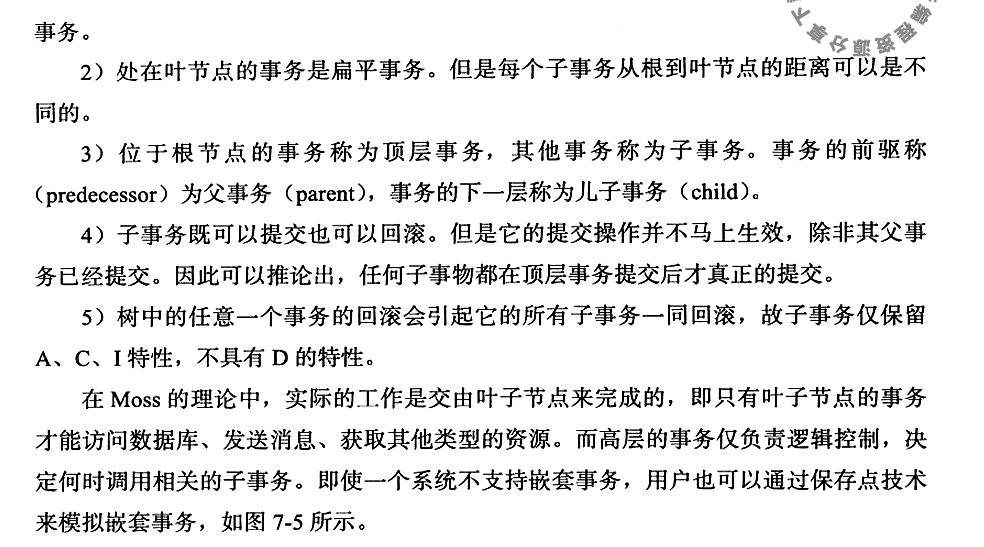 事务。
2）处在叶节点的事务是扁平事务。但是每个子事务从根到叶节点的距离可以是不
同的。
3）位于根节点的事务称为顶层事务，其他事务称为子事务。事务的前驱称
（predecessor）为父事务（parent），事务的下一层称为儿子事务（child）。
4）子事务既可以提交也可以回滚。但是它的提交操作并不马上生效，除非其父事
务已经提交。因此可以推论出，任何子事物都在顶层事务提交后才真正的提交。
5）树中的任意一个事务的回滚会引起它的所有子事务一同回滚，故子事务仅保留
A、C、I 特性，不具有 D 的特性。
在 Moss 的理论中，实际的工作是交由叶子节点来完成的，即只有叶子节点的事务
才能访问数据库、发送消息、获取其他类型的资源。而高层的事务仅负责逻辑控制，决
定何时调用相关的子事务。即使一个系统不支持嵌套事务，用户也可以通过保存点技术
来模拟嵌套事务，如图 7-5 所示。
编程资源分享下